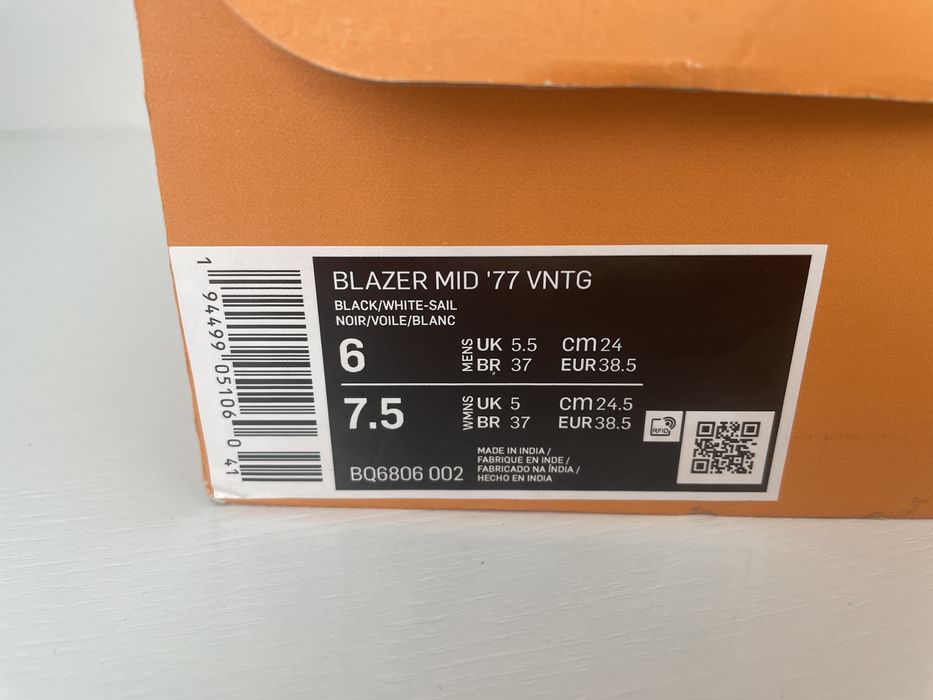 1 94499 05106 0 41
BLAZER MID '77 VNTG
BLACK/WHITE-SAIL
NOIR/VOILE/BLANC
6 MENS UK 5.5 cm 24
BR 37 EUR 38.5
7.5 WMNS UK 5 cm 24.5
BR 37 EUR 38.5
RFID
BQ6806 002
MADE IN INDIA /
FABRIQUE EN INDE /
FABRICADO NA ÍNDIA /
HECHO EN INDIA